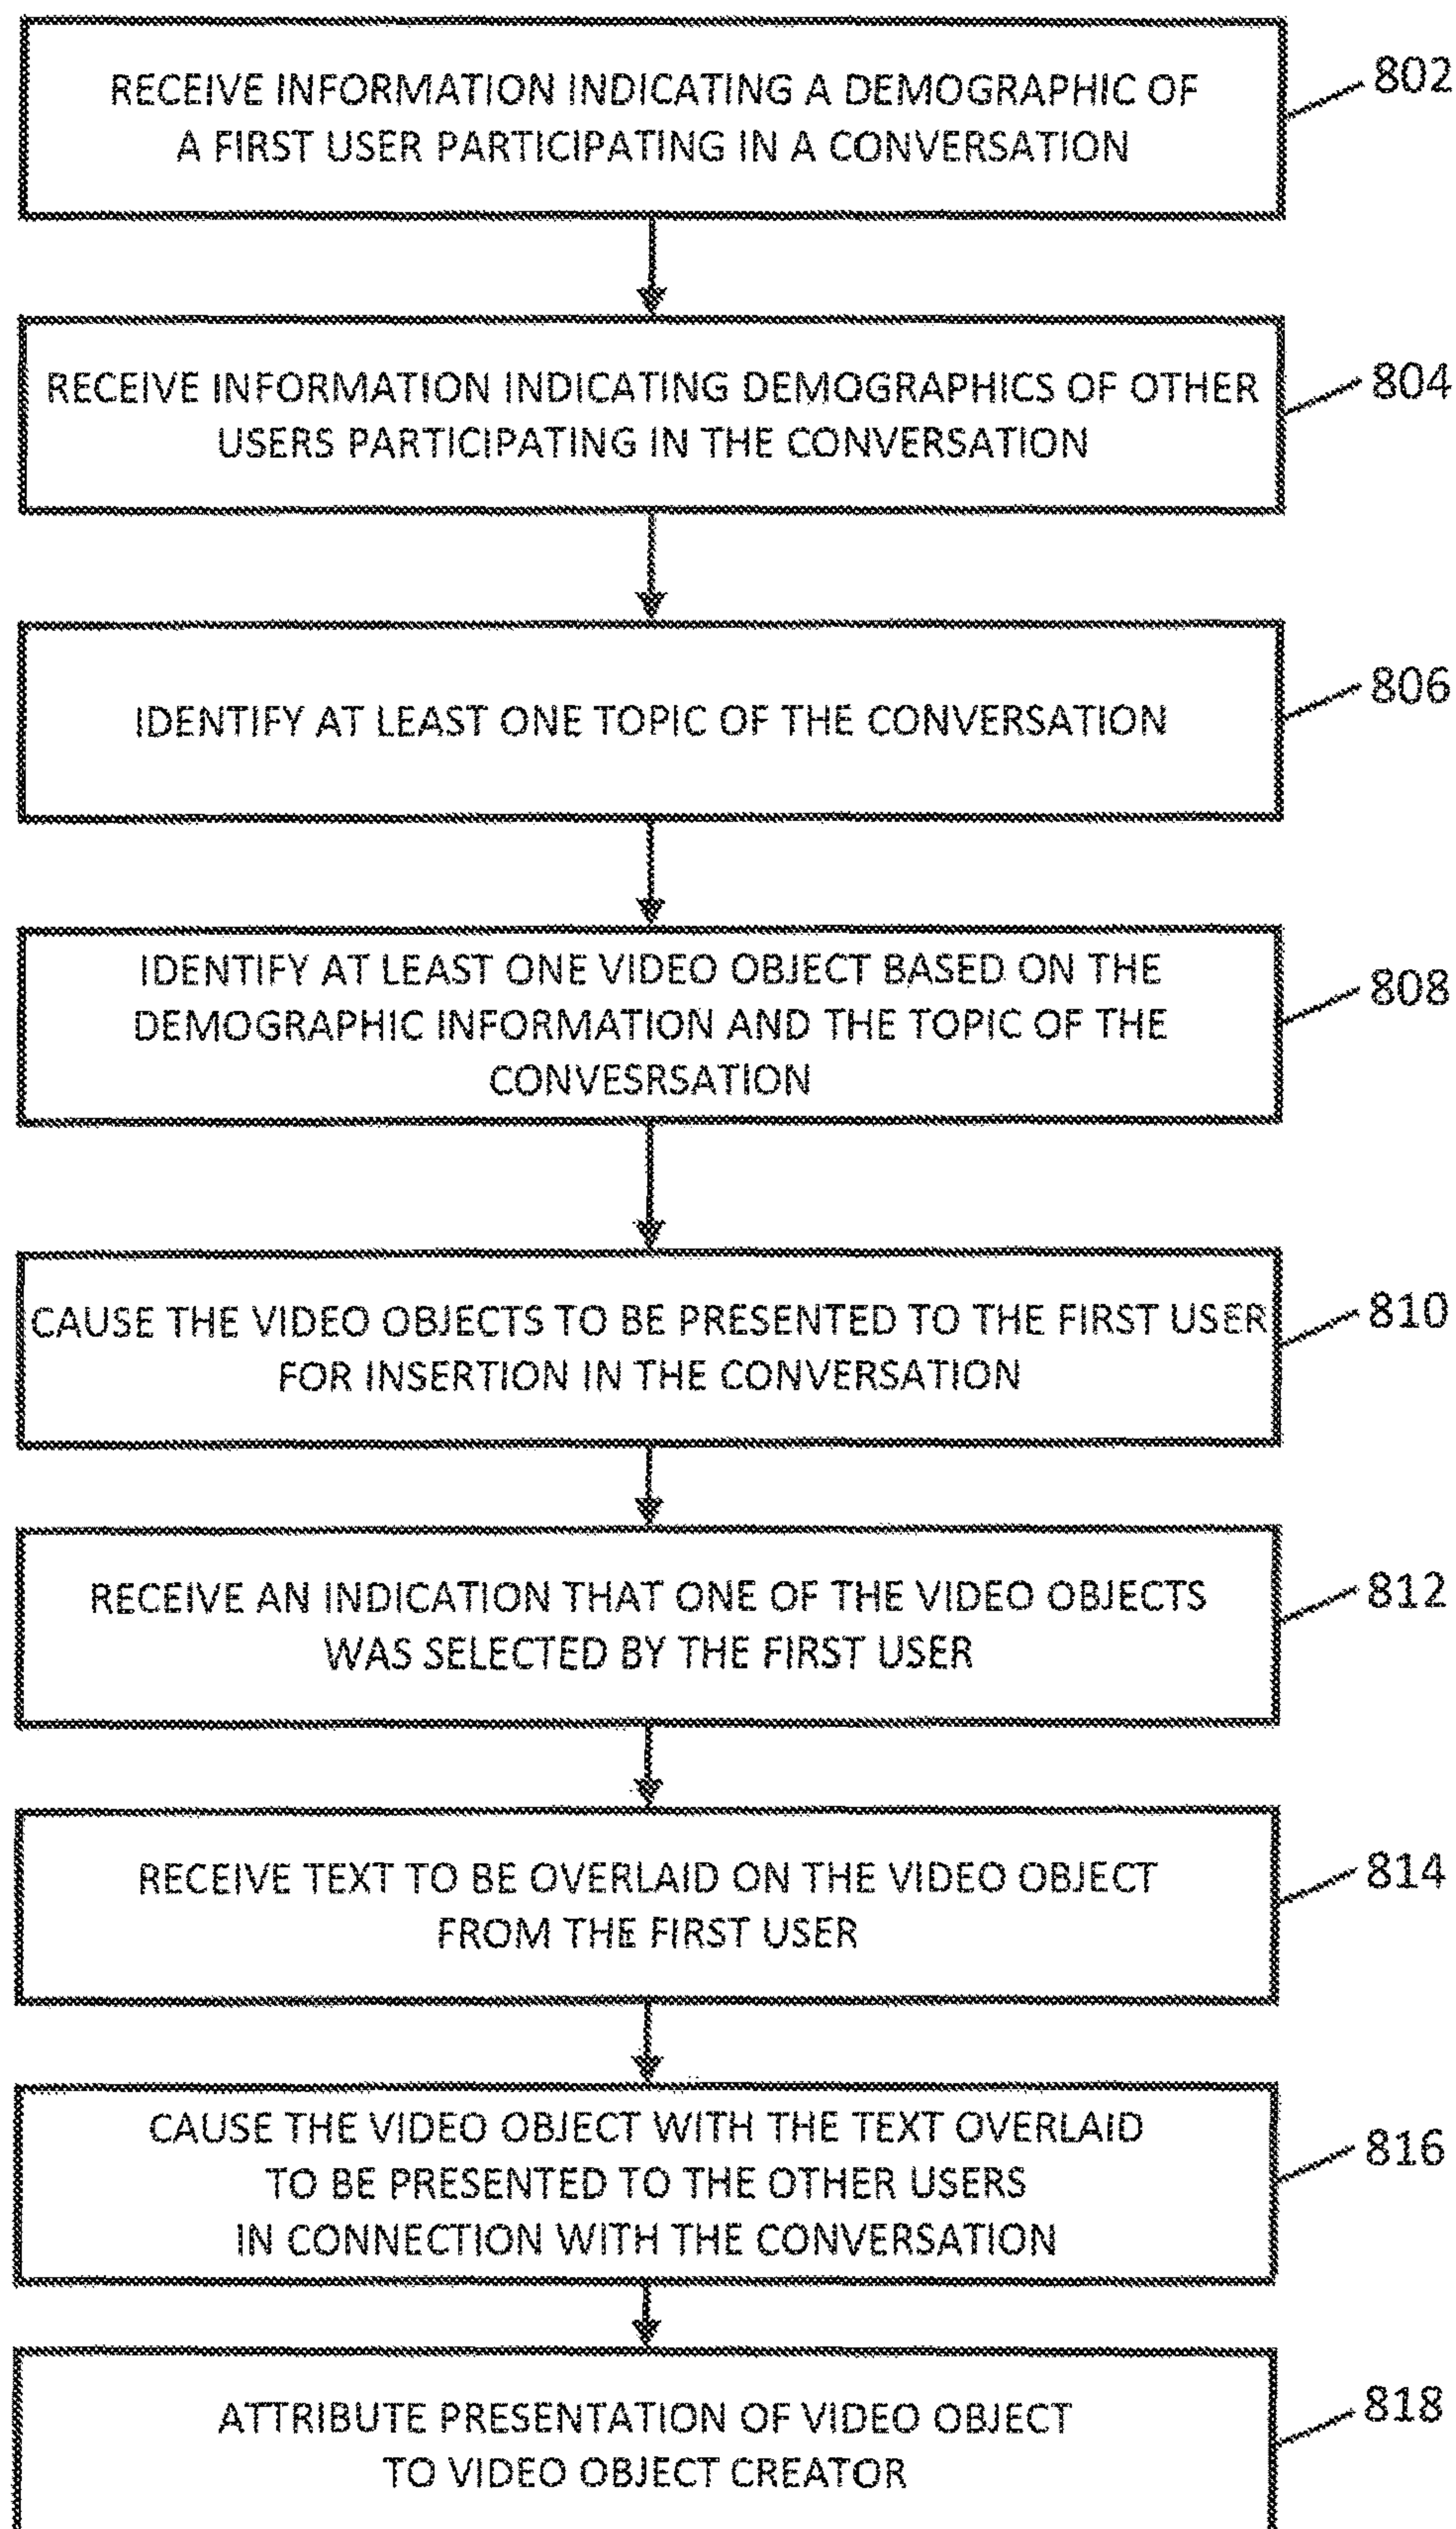 RECEIVE INFORMATION INDICATING A DEMOGRAPHIC OF
A FIRST USER PARTICIPATING IN A CONVERSATION
802
RECEIVE INFORMATION INDICATING DEMOGRAPHICS OF OTHER
USERS PARTICIPATING IN THE CONVERSATION
804
IDENTIFY AT LEAST ONE TOPIC OF THE CONVERSATION
806
IDENTIFY AT LEAST ONE VIDEO OBJECT BASED ON THE
DEMOGRAPHIC INFORMATION AND THE TOPIC OF THE
CONVESRSATION
808
CAUSE THE VIDEO OBJECTS TO BE PRESENTED TO THE FIRST USER
FOR INSERTION IN THE CONVERSATION
810
RECEIVE AN INDICATION THAT ONE OF THE VIDEO OBJECTS
WAS SELECTED BY THE FIRST USER
812
RECEIVE TEXT TO BE OVERLAID ON THE VIDEO OBJECT
FROM THE FIRST USER
814
CAUSE THE VIDEO OBJECT WITH THE TEXT OVERLAID
TO BE PRESENTED TO THE OTHER USERS
IN CONNECTION WITH THE CONVERSATION
816
ATTRIBUTE PRESENTATION OF VIDEO OBJECT
TO VIDEO OBJECT CREATOR
818